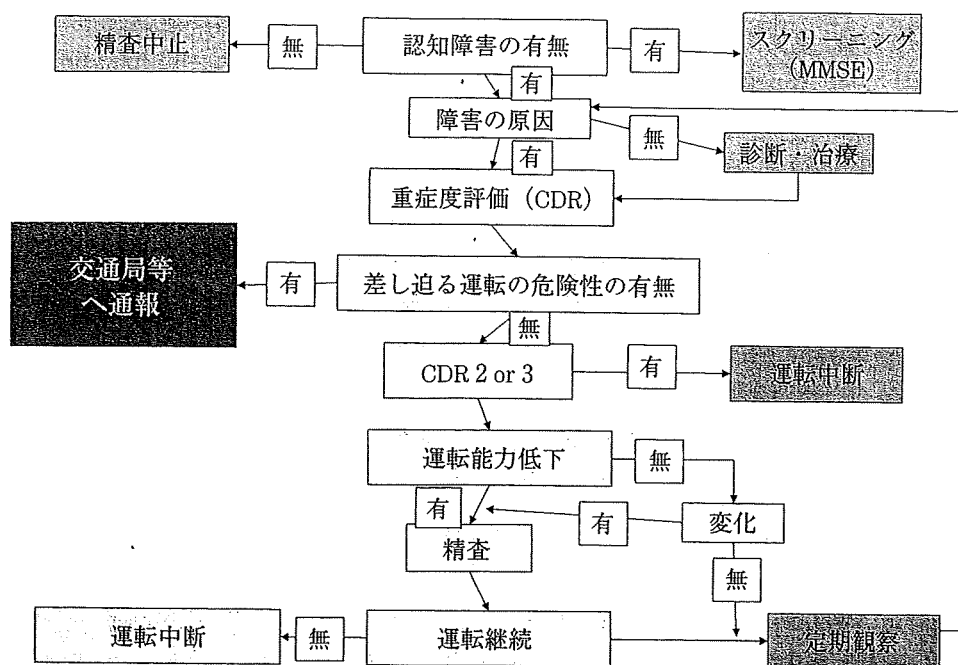 精査中止
無
認知障害の有無
有
スクリーニング
(MMSE)
有
障害の原因
無
診断・治療
有
重症度評価（CDR）
交通局等
へ通報
有
差し迫る運転の危険性の有無
無
CDR 2 or 3
有
運転中断
運転能力低下
無
有
有
変化
精査
無
運転中断
無
運転継続
定期観察